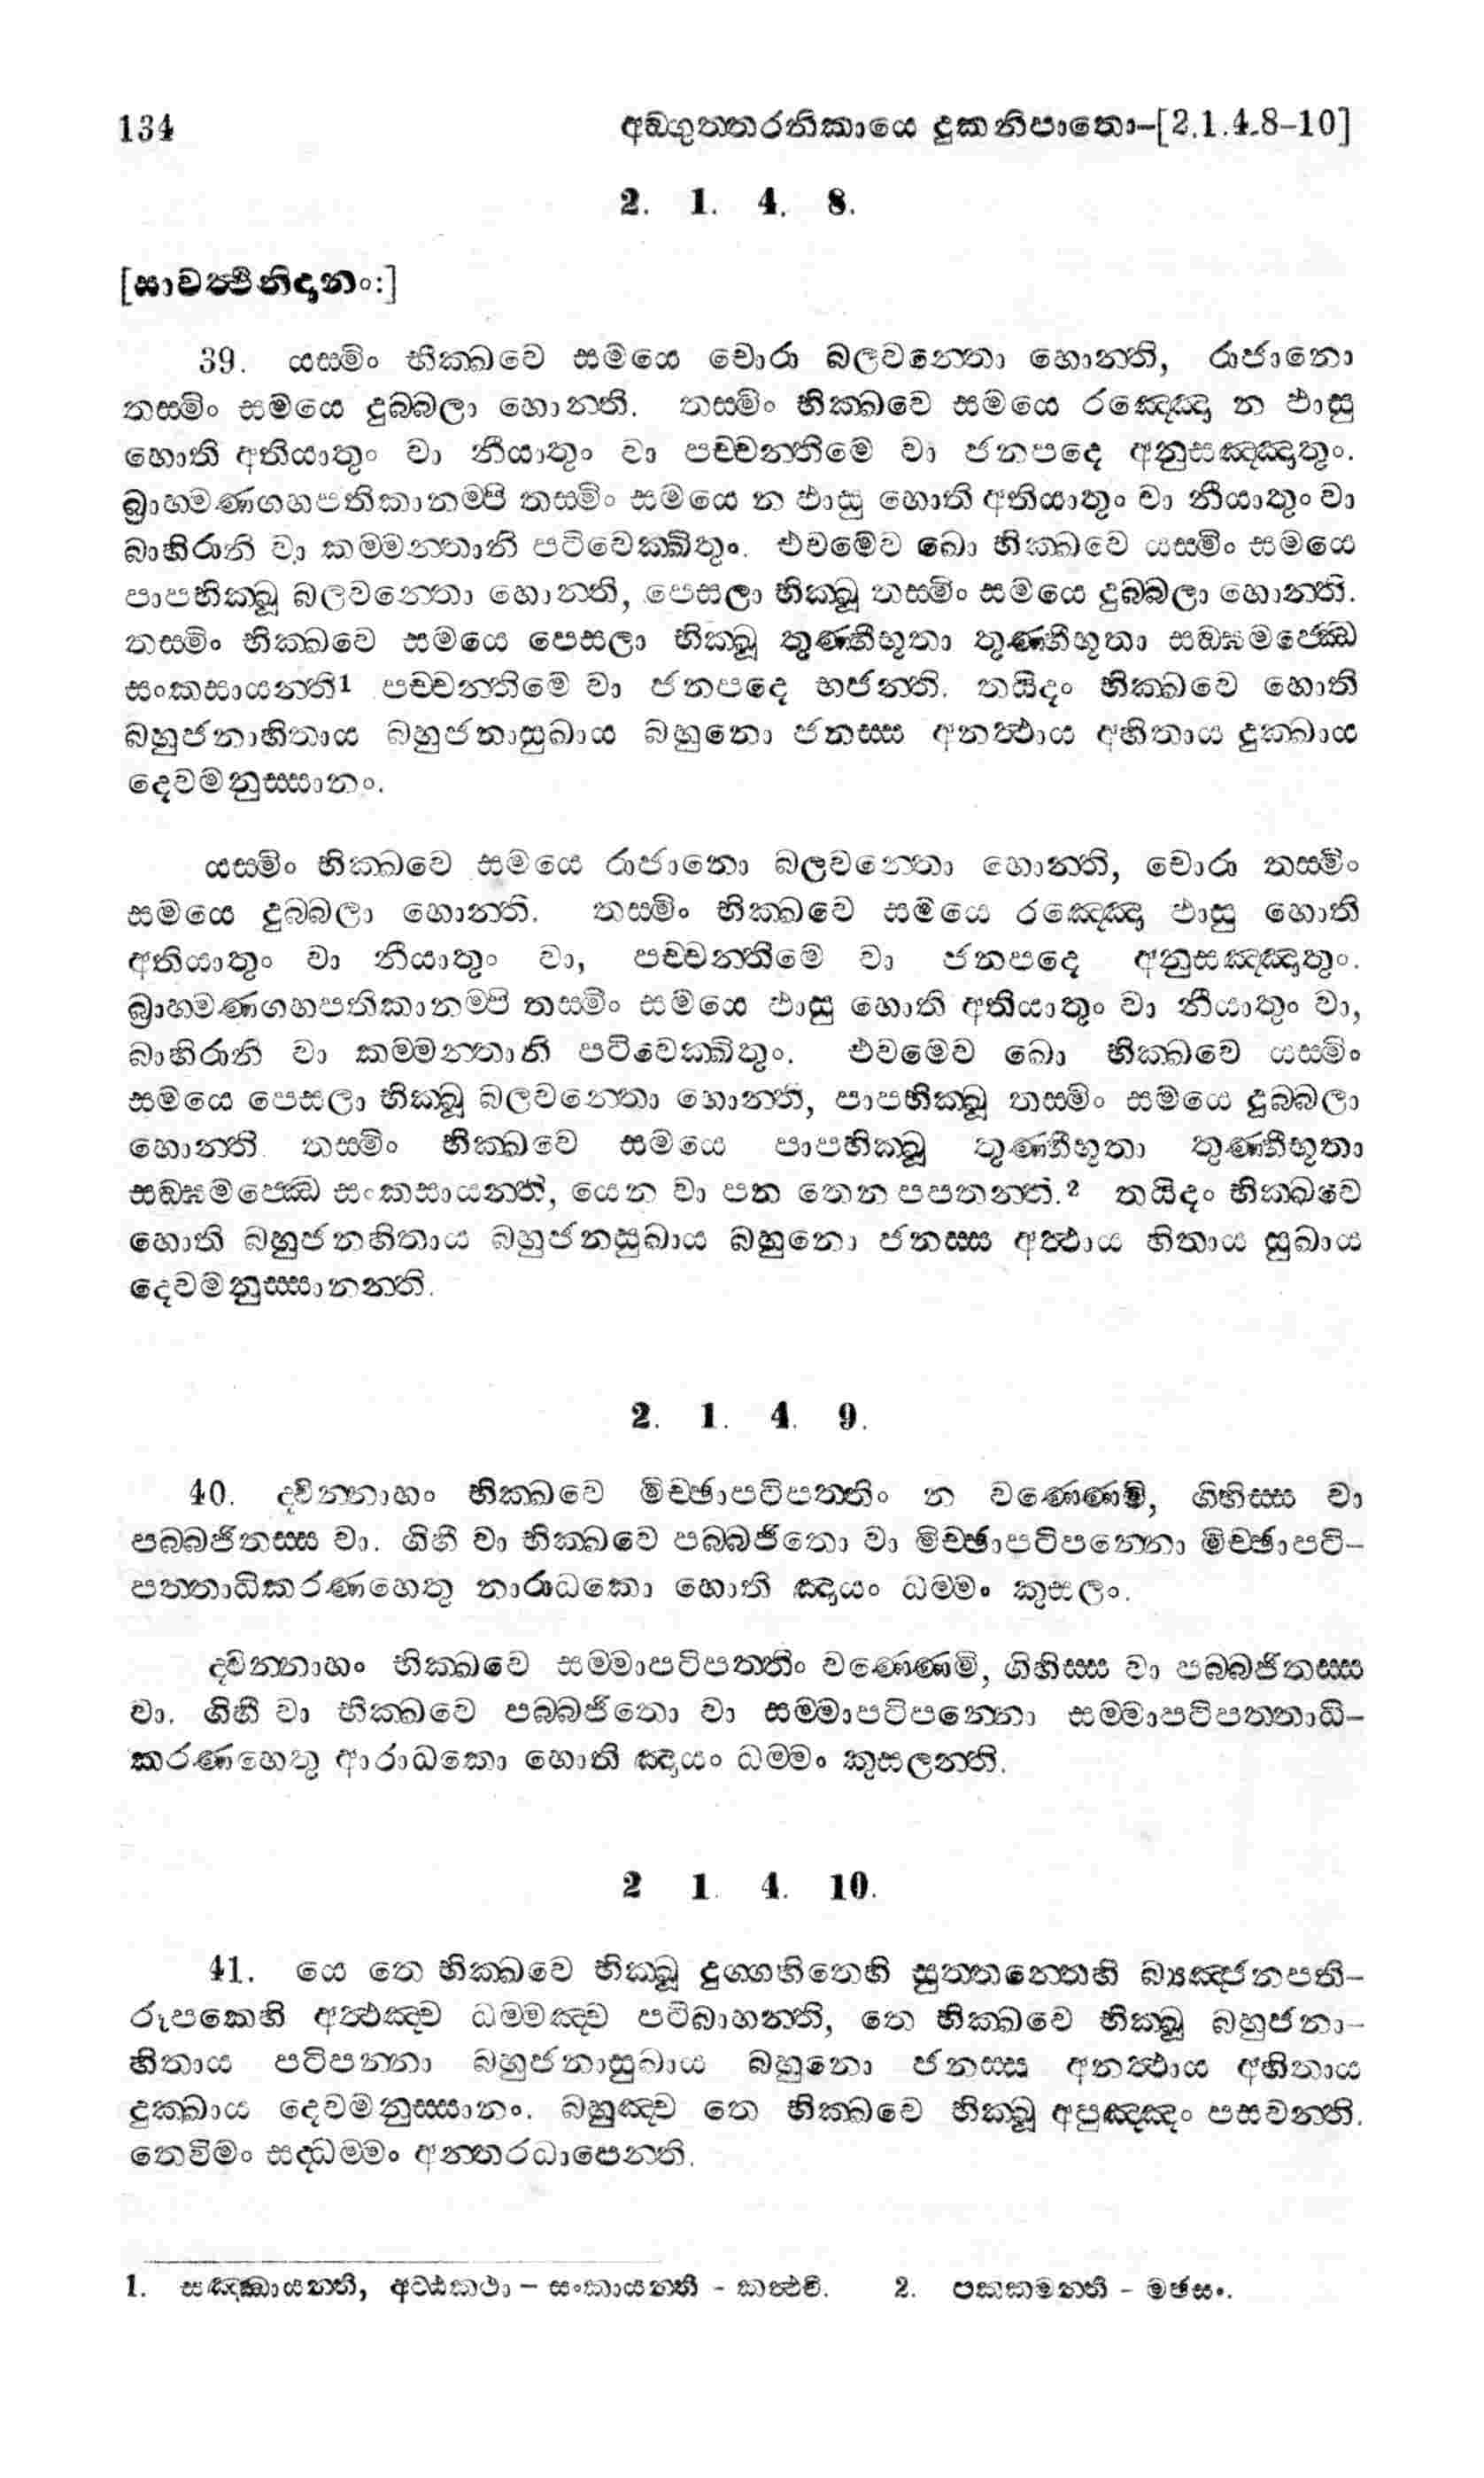 134
අඞ්ගුත්තරනිකායෙ දුකනිපාතො–[2.1.4.8–10]
2. 1. 4. 8.
[සාවත්ථිනිදානං:]
39. යස්මිං භික්ඛවෙ සමයෙ චොරා බලවන්තො හොන්ති, රාජානො
තස්මිං සමයෙ දුබ්බලා හොන්ති. තස්මිං භික්ඛවෙ සමයෙ රඤ්ඤො න ඵාසු
හොති අතියාතුං වා නීයාතුං වා පච්චන්තිමෙ වා ජනපදෙ අනුසඤ්ඤාතුං.
බ්‍රාහ්මණගහපතිකානම්පි තස්මිං සමයෙ න ඵාසු හොති අතියාතුං වා නීයාතුං වා
බාහිරානි වා කම්මන්තානි පටිවෙක්ඛිතුං. එවමේව ඛො භික්ඛවෙ යස්මිං සමයෙ
පාපභික්ඛූ බලවන්තො හොන්ති, පෙසලා භික්ඛූ තස්මිං සමයෙ දුබ්බලා හොන්ති.
තස්මිං භික්ඛවෙ සමයෙ පෙසලා භික්ඛූ තුණ්හීභූතා තුණ්හීභූතා සඞ්ඝමජ්ඣෙ
සංකසායන්ති1 පච්චන්තිමෙ වා ජනපදෙ භජන්ති. තයිදං භික්ඛවෙ හොති
බහුජනාහිතාය බහුජනාසුඛාය බහුනො ජනස්ස අනත්ථාය අහිතාය දුක්ඛාය
දෙවමනුස්සානං.
යස්මිං භික්ඛවෙ සමයෙ රාජානො බලවන්තො හොන්ති, චොරා තස්මිං
සමයෙ දුබ්බලා හොන්ති. තස්මිං භික්ඛවෙ සමයෙ රඤ්ඤො ඵාසු හොති
අතියාතුං වා නීයාතුං වා, පච්චන්තිමෙ වා ජනපදෙ අනුසඤ්ඤාතුං.
බ්‍රාහ්මණගහපතිකානම්පි තස්මිං සමයෙ ඵාසු හොති අතියාතුං වා නීයාතුං වා,
බාහිරානි වා කම්මන්තානි පටිවෙක්ඛිතුං. එවමෙව ඛො භික්ඛවෙ යස්මිං
සමයෙ පෙසලා භික්ඛූ බලවන්තො හොන්ති, පාපභික්ඛූ තස්මිං සමයෙ දුබ්බලා
හොන්ති තස්මිං භික්ඛවෙ සමයෙ පාපභික්ඛූ තුණ්හීභූතා තුණ්හීභූතා
සඞ්ඝමජ්ඣෙ සංකසායන්ති, යෙන වා පන තෙන පපතන්ති.2 තයිදං භික්ඛවෙ
හොති බහුජනහිතාය බහුජනසුඛාය බහුනො ජනස්ස අත්ථාය හිතාය සුඛාය
දෙවමනුස්සානන්ති.
2. 1. 4. 9.
40. ද්වින්නාහං භික්ඛවෙ මිච්ඡාපටිපත්තිං න වණ්ණෙමි, ගිහිස්ස වා
පබ්බජිතස්ස වා. ගිහී වා භික්ඛවෙ පබ්බජිතො වා මිච්ඡාපටිපන්නො මිච්ඡාපටි–
පත්තාධිකරණහෙතු නාරාධකො හොති ඤායං ධම්මං කුසලං.
ද්වින්නාහං භික්ඛවෙ සම්මාපටිපත්තිං වණ්ණෙමි, ගිහිස්ස වා පබ්බජිතස්ස
වා. ගිහී වා භික්ඛවෙ පබ්බජිතො වා සම්මාපටිපන්නො සම්මාපටිපත්තාධි–
කරණහෙතු ආරාධකො හොති ඤායං ධම්මං කුසලන්ති.
2 1. 4. 10.
41. යෙ තෙ භික්ඛවෙ භික්ඛූ දුග්ගහිතෙහි සුත්තන්තෙහි බ්‍යඤ්ජනපති–
රූපකෙහි අත්ථඤ්ච ධම්මඤ්ච පටිබාහන්ති, තෙ භික්ඛවෙ භික්ඛූ බහුජනා–
හිතාය පටිපන්නා බහුජනාසුඛාය බහුනො ජනස්ස අනත්ථාය අහිතාය
දුක්ඛාය දෙවමනුස්සානං. බහුඤ්ච තෙ භික්ඛවෙ භික්ඛූ අපුඤ්ඤං පසවන්ති.
තෙවිමං සද්ධම්මං අන්තරධාපෙන්ති.
1. සඤ්ඣායන්ති, අට්ඨකථා – සංකායන්ති - කත්ථචි. 2. පක්කමන්ති – මඡසං.